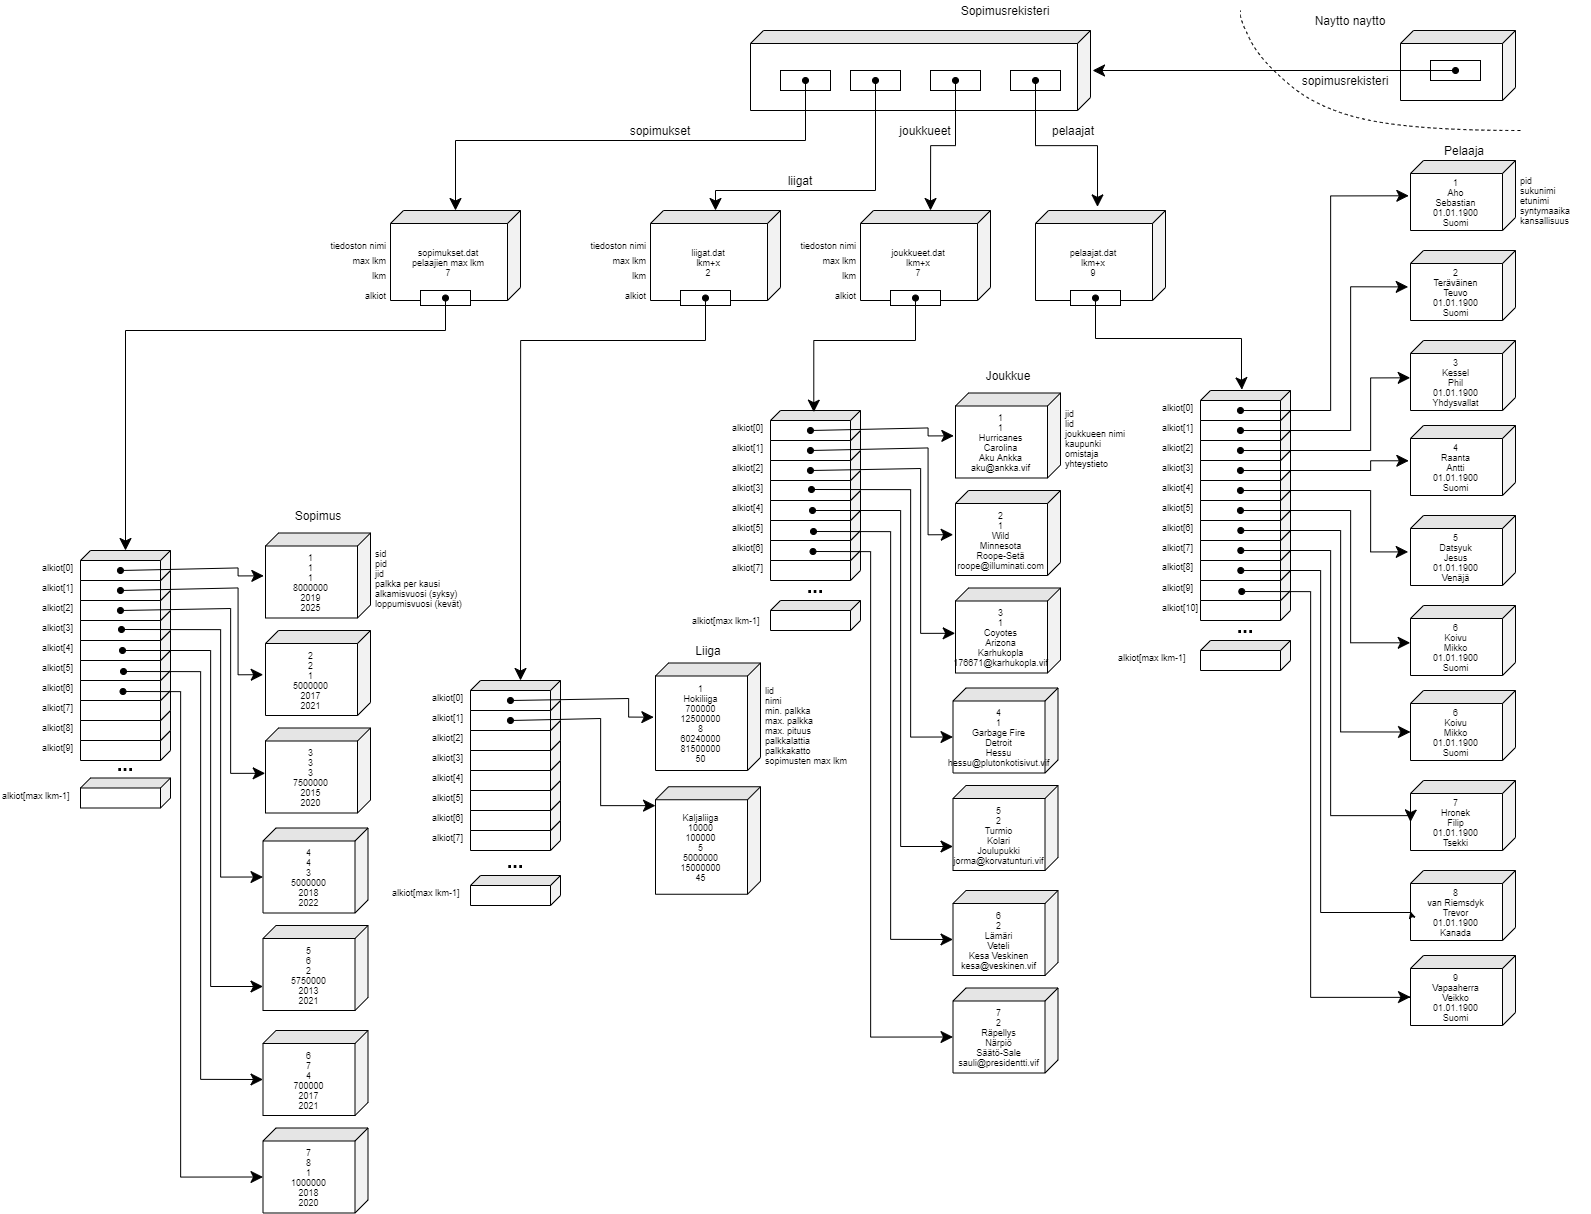 Sopimusrekisteri
Naytto naytto
sopimusrekisteri
sopimukset
joukkueet
pelaajat
liigat
tiedoston nimi
max lkm
lkm
alkiot
sopimukset.dat
pelaajien max lkm
7
tiedoston nimi
max lkm
lkm
alkiot
liigat.dat
lkm+x
2
tiedoston nimi
max lkm
lkm
alkiot
joukkueet.dat
lkm+x
7
pelaajat.dat
lkm+x
9
Sopimus
alkiot[0]
alkiot[1]
alkiot[2]
alkiot[3]
alkiot[4]
alkiot[5]
alkiot[6]
alkiot[7]
alkiot[8]
alkiot[9]
...
alkiot[max lkm-1]
1
1
1
8000000
2019
2025
sid
pid
jid
palkka per kausi
alkamisvuosi (syksy)
loppumisvuosi (kevät)
2
2
1
5000000
2017
2021
3
3
3
7500000
2015
2020
4
4
3
5000000
2018
2022
5
6
2
5750000
2013
2021
6
7
4
700000
2017
2021
7
8
1
1000000
2018
2020
Liiga
alkiot[0]
alkiot[1]
alkiot[2]
alkiot[3]
alkiot[4]
alkiot[5]
alkiot[6]
alkiot[7]
...
alkiot[max lkm-1]
1
Hokiliiga
700000
12500000
8
60240000
81500000
50
lid
nimi
min. palkka
max. palkka
max. pituus
palkkalattia
palkkakatto
sopimusten max lkm
Kaljaliiga
10000
100000
5
5000000
15000000
45
Joukkue
alkiot[0]
alkiot[1]
alkiot[2]
alkiot[3]
alkiot[4]
alkiot[5]
alkiot[6]
alkiot[7]
...
alkiot[max lkm-1]
1
1
Hurricanes
Carolina
Aku Ankka
aku@ankka.vif
jid
lid
joukkueen nimi
kaupunki
omistaja
yhteystieto
2
1
Wild
Minnesota
Roope-Setä
roope@illuminati.com
3
1
Coyotes
Arizona
Karhukopla
176671@karhukopla.vif
4
1
Garbage Fire
Detroit
Hessu
hessu@plutonkotisivut.vif
5
2
Turmio
Kolari
Joulupukki
jorma@korvatunturi.vif
6
2
Lämäri
Veteli
Kesa Veskinen
kesa@veskinen.vif
7
2
Räpellys
Närpiö
Säätö-Sale
sauli@presidentti.vif
Pelaaja
alkiot[0]
alkiot[1]
alkiot[2]
alkiot[3]
alkiot[4]
alkiot[5]
alkiot[6]
alkiot[7]
alkiot[8]
alkiot[9]
alkiot[10]
...
alkiot[max lkm-1]
1
Aho
Sebastian
01.01.1900
Suomi
pid
sukunimi
etunimi
syntymaaika
kansallisuus
2
Teräväinen
Teuvo
01.01.1900
Suomi
3
Kessel
Phil
01.01.1900
Yhdysvallat
4
Raanta
Antti
01.01.1900
Suomi
5
Datsyuk
Jesus
01.01.1900
Venäjä
6
Koivu
Mikko
01.01.1900
Suomi
6
Koivu
Mikko
01.01.1900
Suomi
7
Hronek
Filip
01.01.1900
Tsekki
8
van Riemsdyk
Trevor
01.01.1900
Kanada
9
Vapaaherra
Veikko
01.01.1900
Suomi